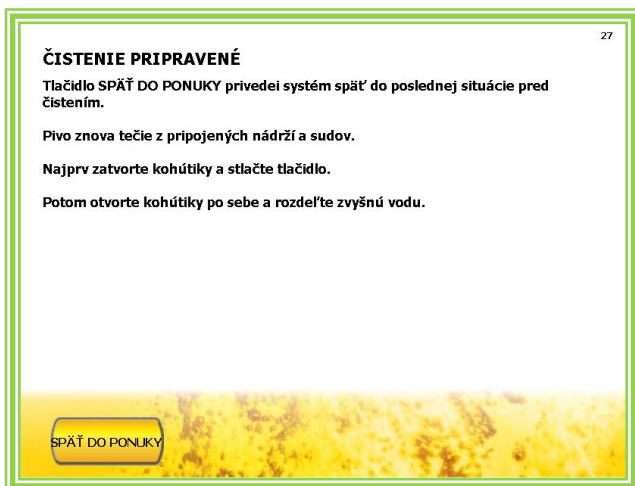 27
ČISTENIE PRIPRAVENÉ
Tlačidlo SPÄŤ DO PONUKY privedei systém späť do poslednej situácie pred
čistením.
Pivo znova tečie z pripojených nádrží a sudov.
Najprv zatvorte kohútiky a stlačte tlačidlo.
Potom otvorte kohútiky po sebe a rozdeľte zvyšnú vodu.
SPÄŤ DO PONUKY